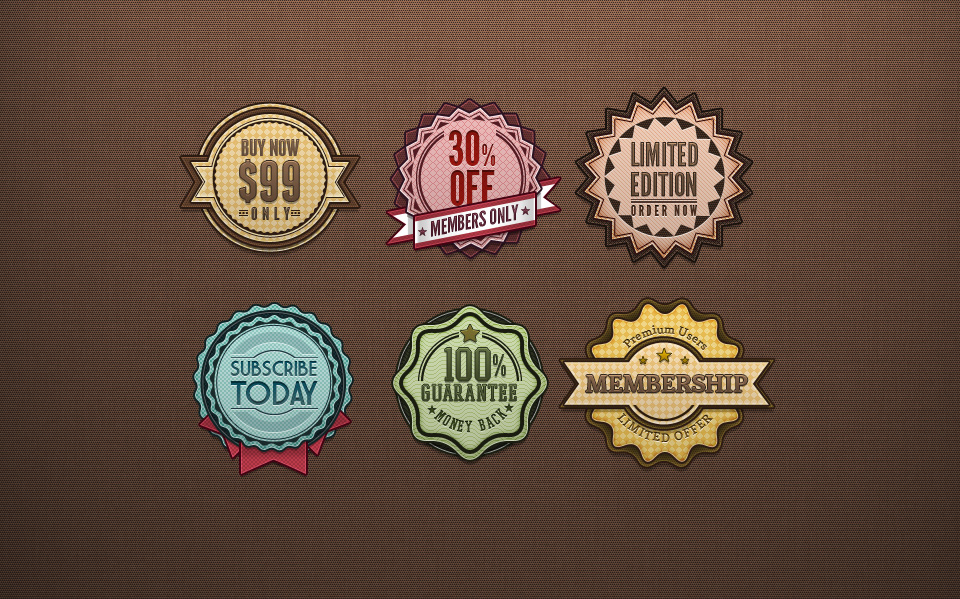 BUY NOW
$99
ONLY
30%
OFF
MEMBERS ONLY
LIMITED
EDITION
ORDER NOW
SUBSCRIBE
TODAY
100%
GUARANTEE
MONEY BACK
Premium Users
MEMBERSHIP
LIMITED OFFER